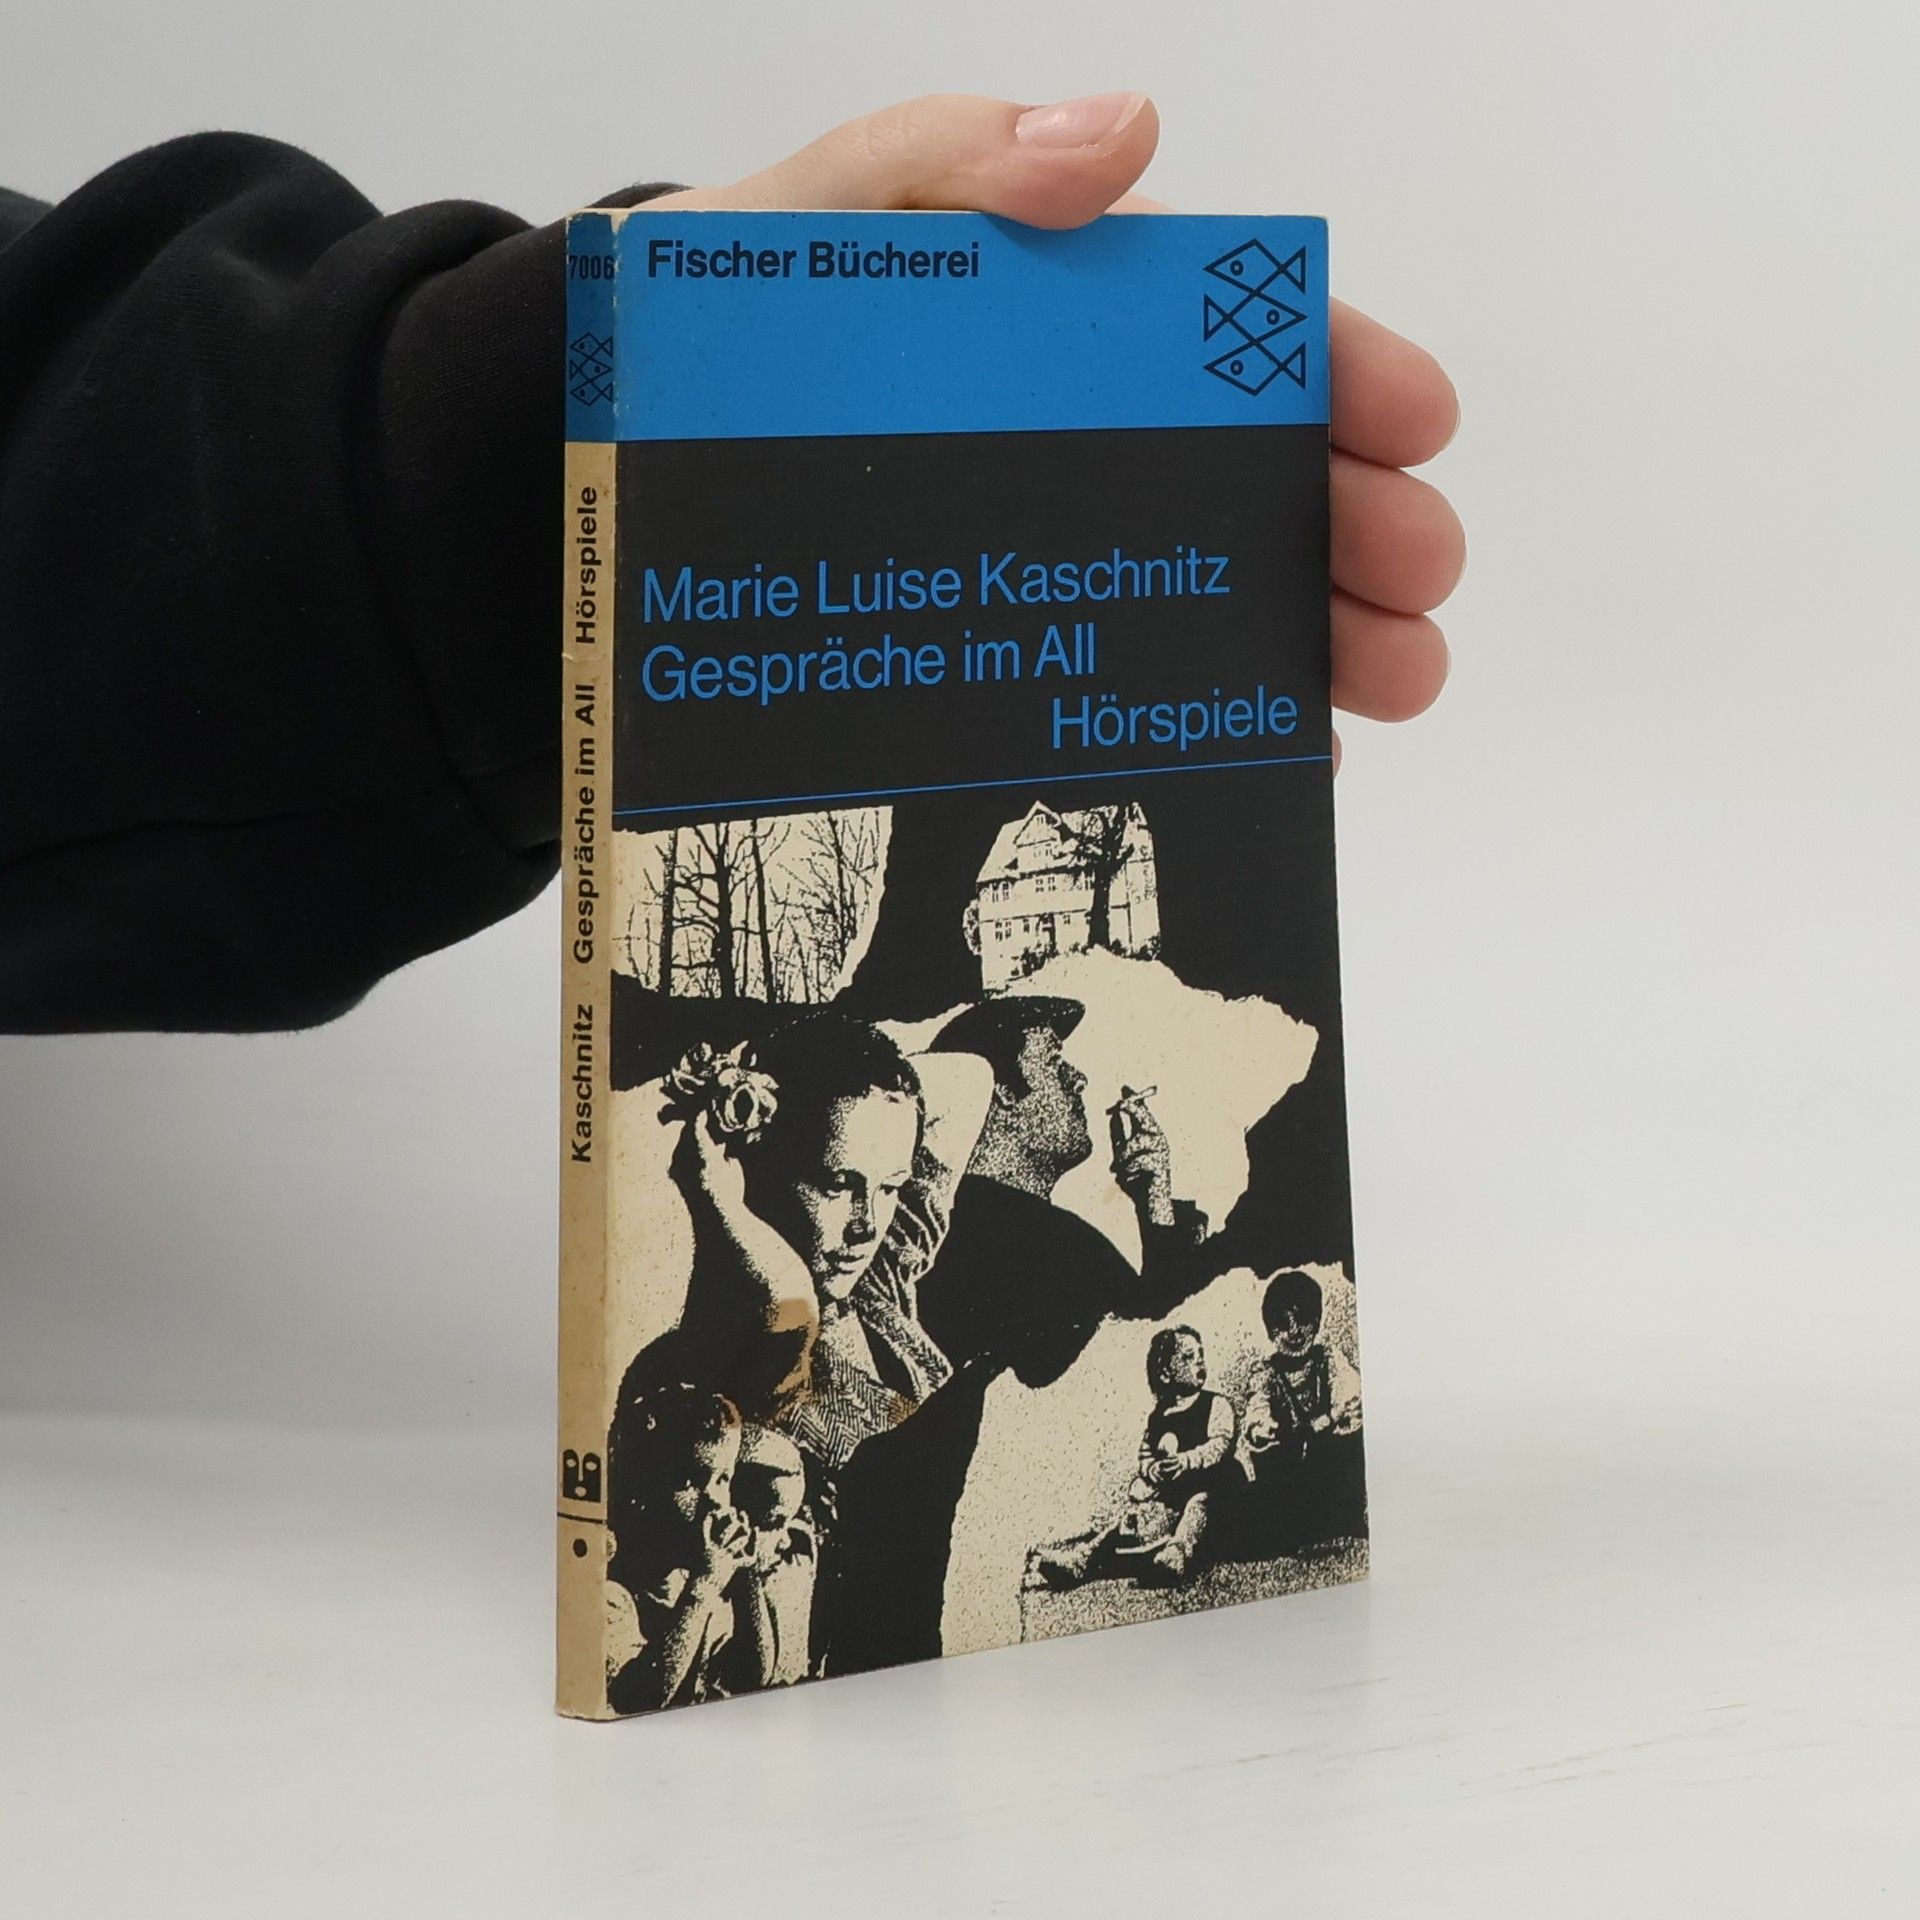 7006
Fischer Bücherei
Marie Luise Kaschnitz
Gespräche im All
Hörspiele
Kaschnitz Gespräche im All Hörspiele